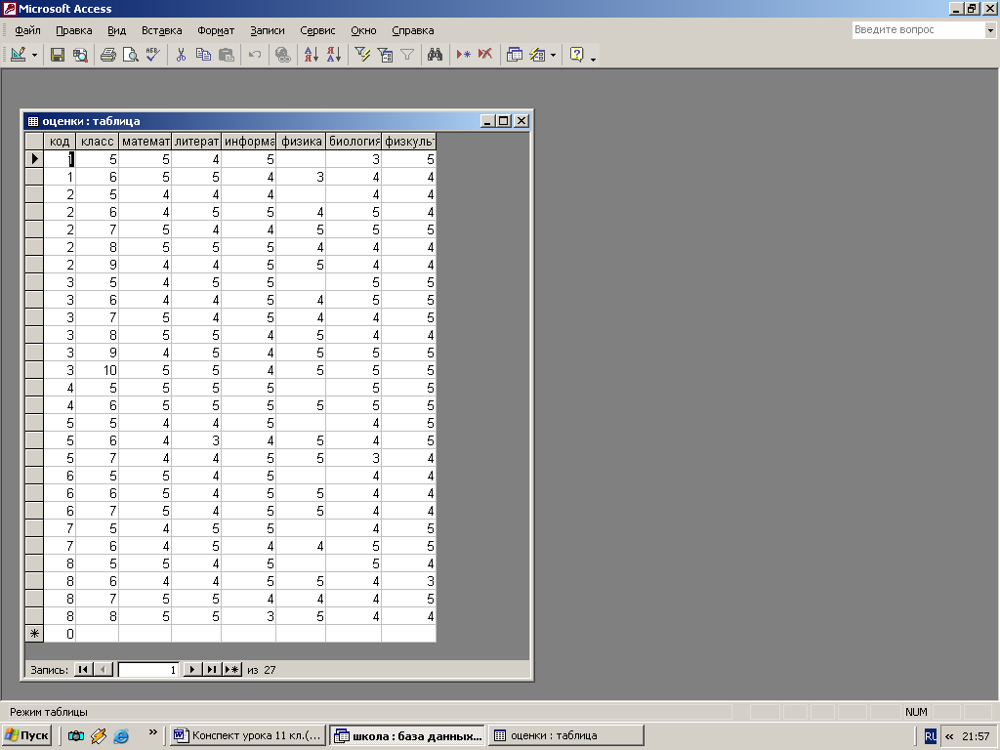 Microsoft Access
Файл Правка Вид Вставка Формат Записи Сервис Окно Справка Введите вопрос
оценки : таблица
код класс математ литерат информа физика биология физкульт
1 5 5 4 5 3 5
1 6 5 5 4 3 4 4
2 5 4 4 4 4 4
2 6 4 5 5 4 5 4
2 7 5 4 4 5 5 5
2 8 5 5 5 4 4 4
2 9 4 4 5 5 4 4
3 5 4 5 5 5 5
3 6 4 4 5 4 5 5
3 7 5 4 5 4 4 5
3 8 5 5 4 5 4 5
3 9 4 5 4 5 5 5
3 10 5 5 4 5 5 5
4 5 5 5 5 5 5
4 6 5 5 5 5 5 5
5 5 4 4 5 4 5
5 6 4 3 4 5 4 5
5 7 4 4 5 5 3 4
6 5 5 4 5 4 4
6 6 5 4 5 5 4 4
6 7 5 4 5 5 4 4
7 5 4 5 5 4 5
7 6 4 5 4 4 5 5
8 5 5 4 5 5 4
8 6 4 4 5 5 4 3
8 7 5 5 4 4 4 5
8 8 5 5 3 5 4 4
0
Запись: 1 из 27
Режим таблицы NUM
Пуск » Конспект урока 11 кл.(... школа : база данных... оценки : таблица RU « 21:57